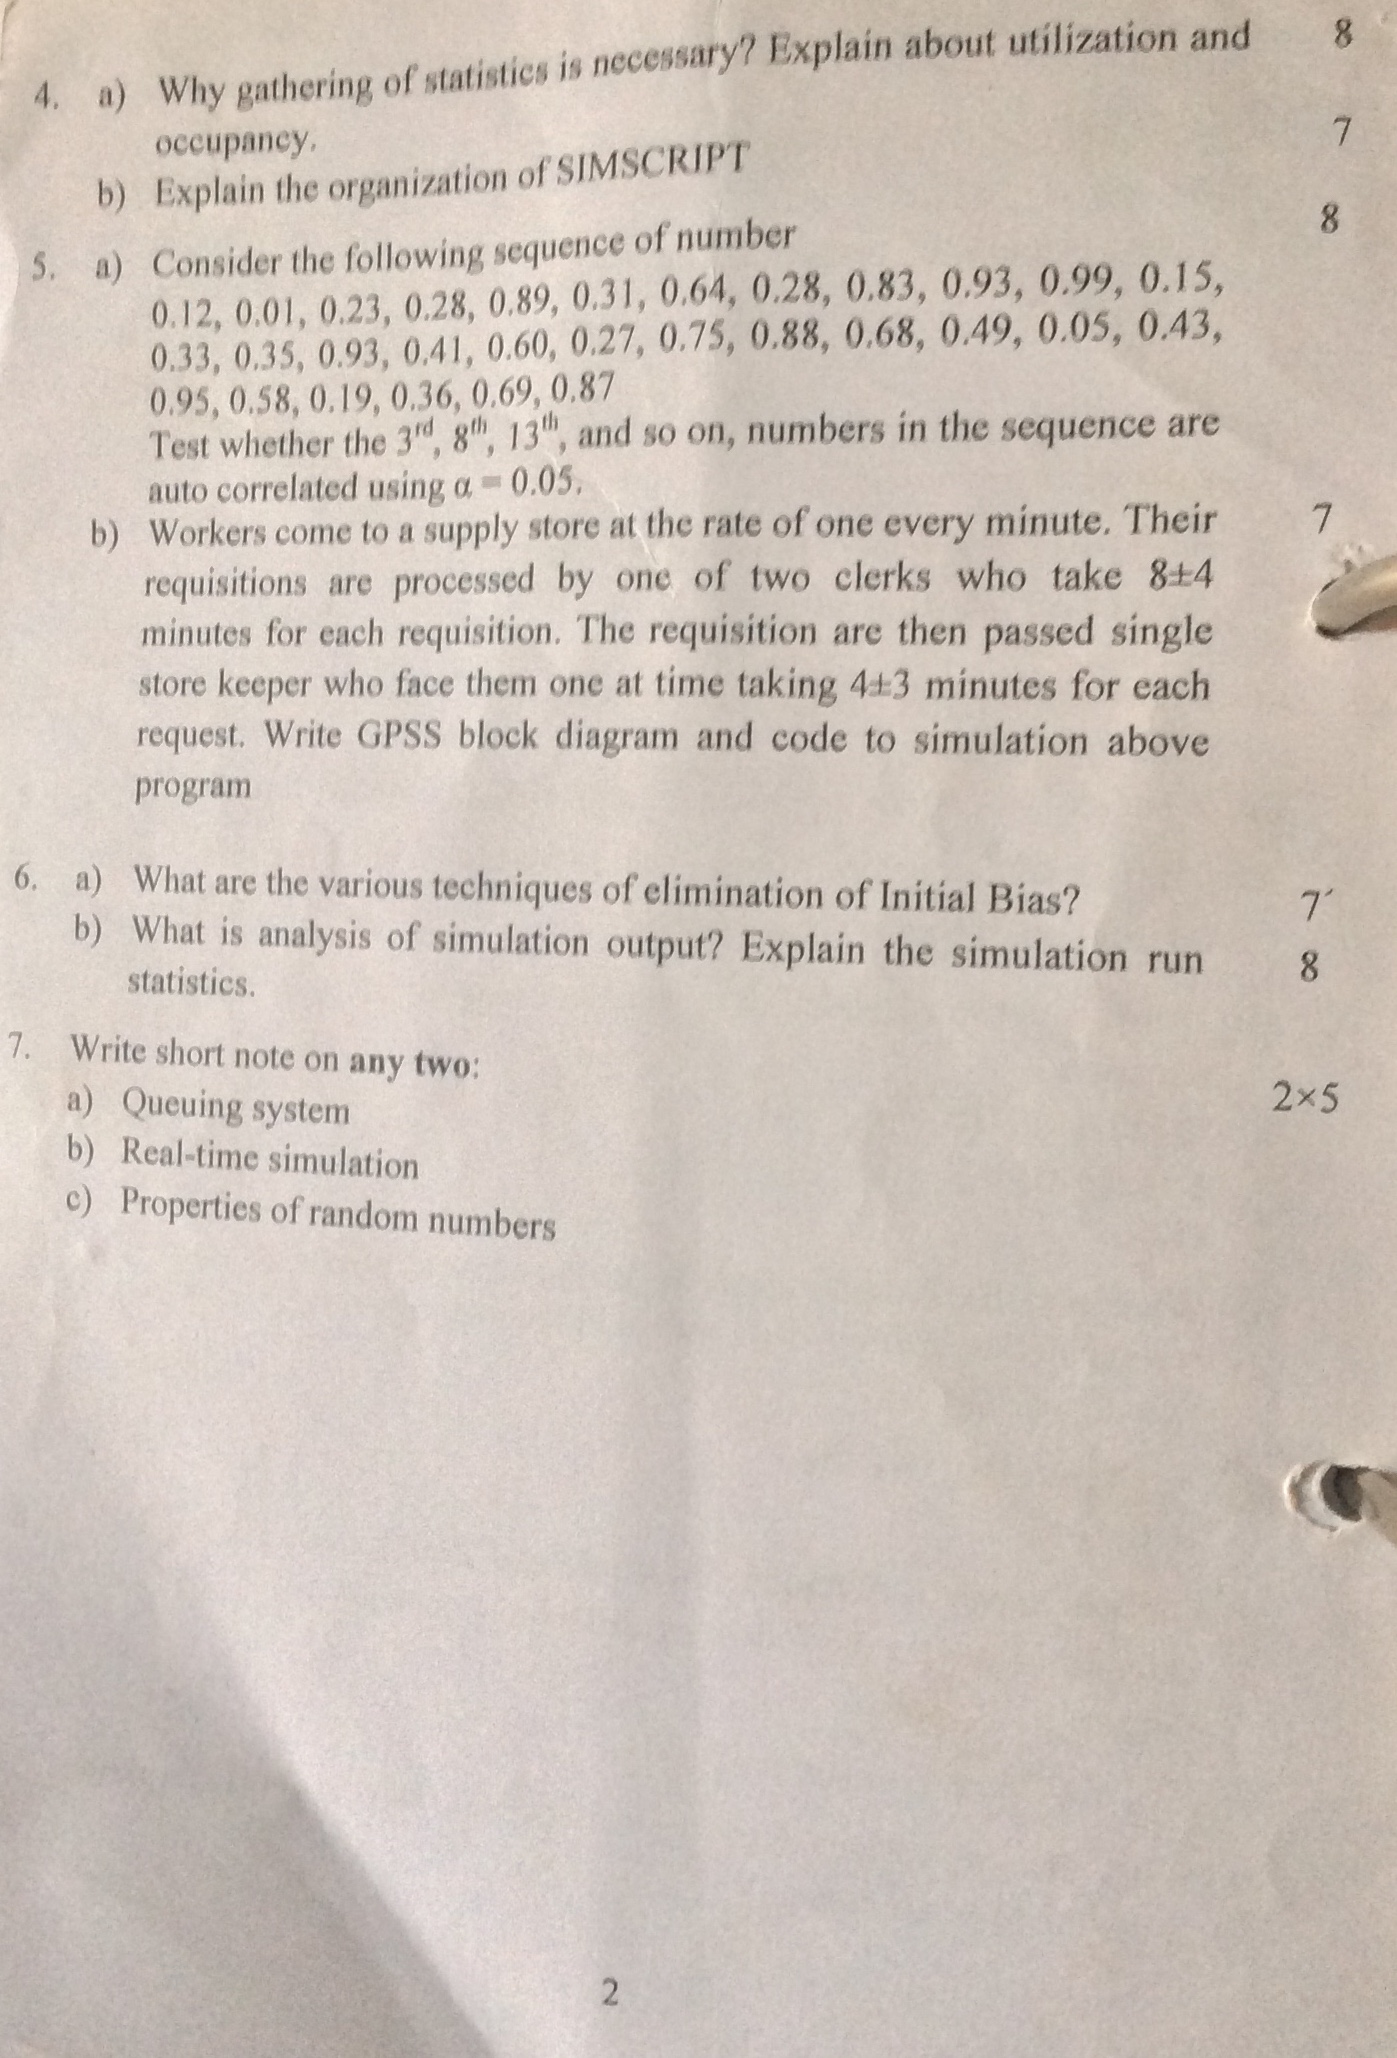 4. a) Why gathering of statistics is necessary? Explain about utilization and 8
occupancy.
b) Explain the organization of SIMSCRIPT 7
5. a) Consider the following sequence of number 8
0.12, 0.01, 0.23, 0.28, 0.89, 0.31, 0.64, 0.28, 0.83, 0.93, 0.99, 0.15,
0.33, 0.35, 0.93, 0.41, 0.60, 0.27, 0.75, 0.88, 0.68, 0.49, 0.05, 0.43,
0.95, 0.58, 0.19, 0.36, 0.69, 0.87
Test whether the 3rd, 8th, 13th, and so on, numbers in the sequence are
auto correlated using α = 0.05.
b) Workers come to a supply store at the rate of one every minute. Their 7
requisitions are processed by one of two clerks who take 8±4
minutes for each requisition. The requisition are then passed single
store keeper who face them one at time taking 4±3 minutes for each
request. Write GPSS block diagram and code to simulation above
program
6. a) What are the various techniques of elimination of Initial Bias? 7
b) What is analysis of simulation output? Explain the simulation run 8
statistics.
7. Write short note on any two: 2×5
a) Queuing system
b) Real-time simulation
c) Properties of random numbers
2